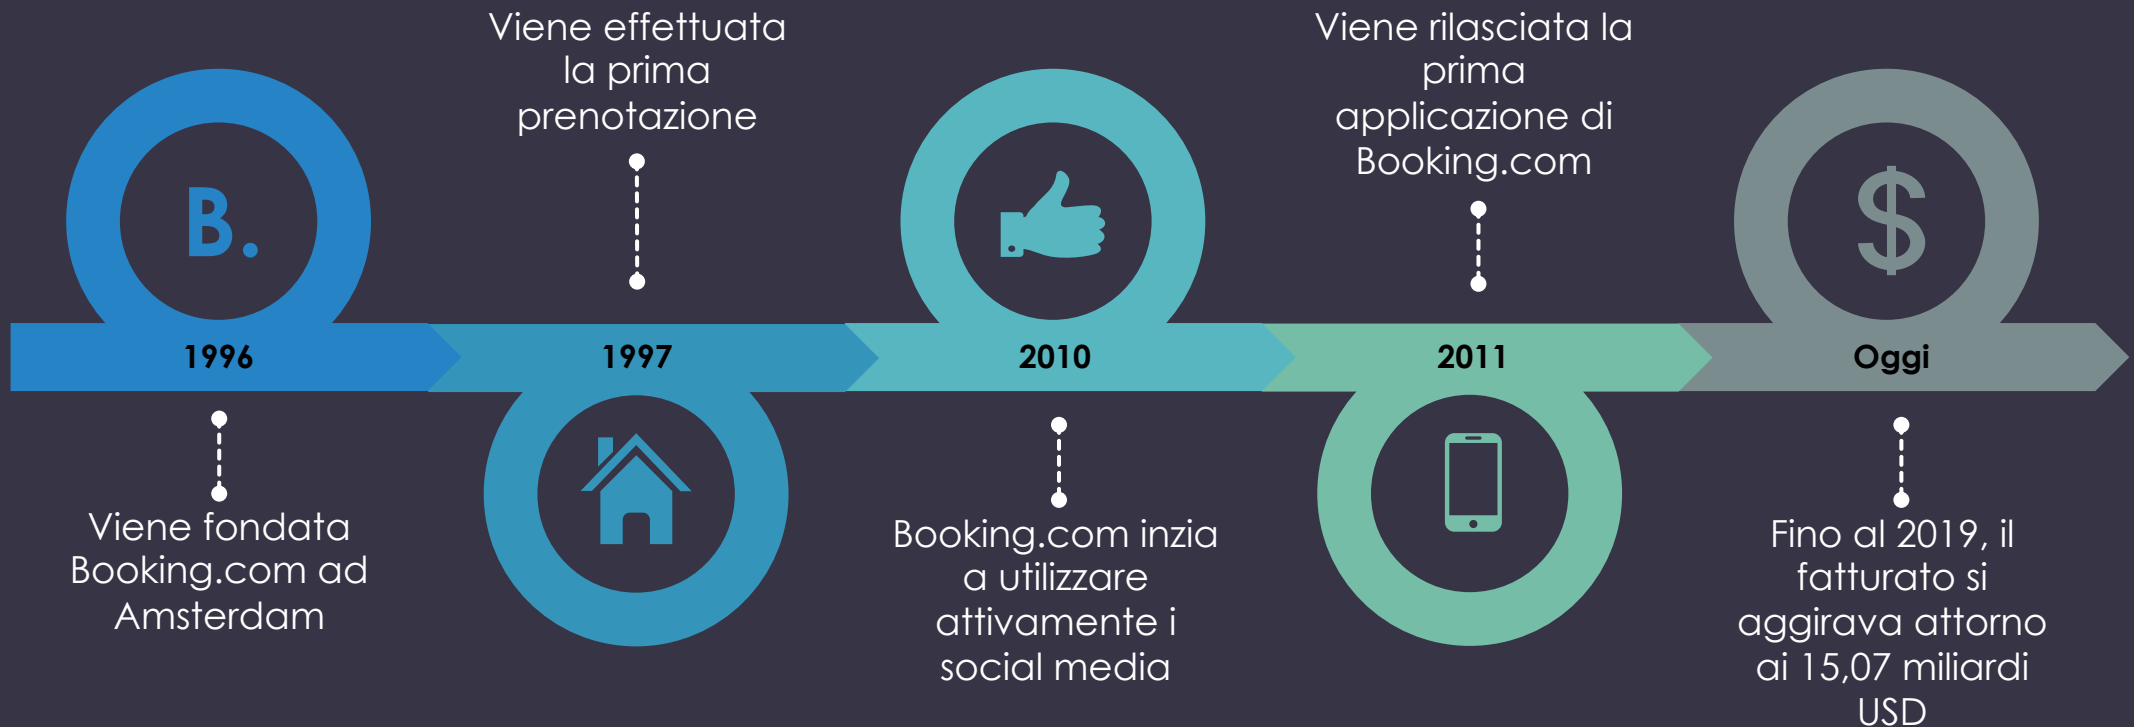 Viene effettuata
la prima
prenotazione
Viene rilasciata la
prima
applicazione di
Booking.com
B.
$
1996
1997
2010
2011
Oggi
Viene fondata
Booking.com ad
Amsterdam
Booking.com inzia
a utilizzare
attivamente i
social media
Fino al 2019, il
fatturato si
aggirava attorno
ai 15,07 miliardi
USD